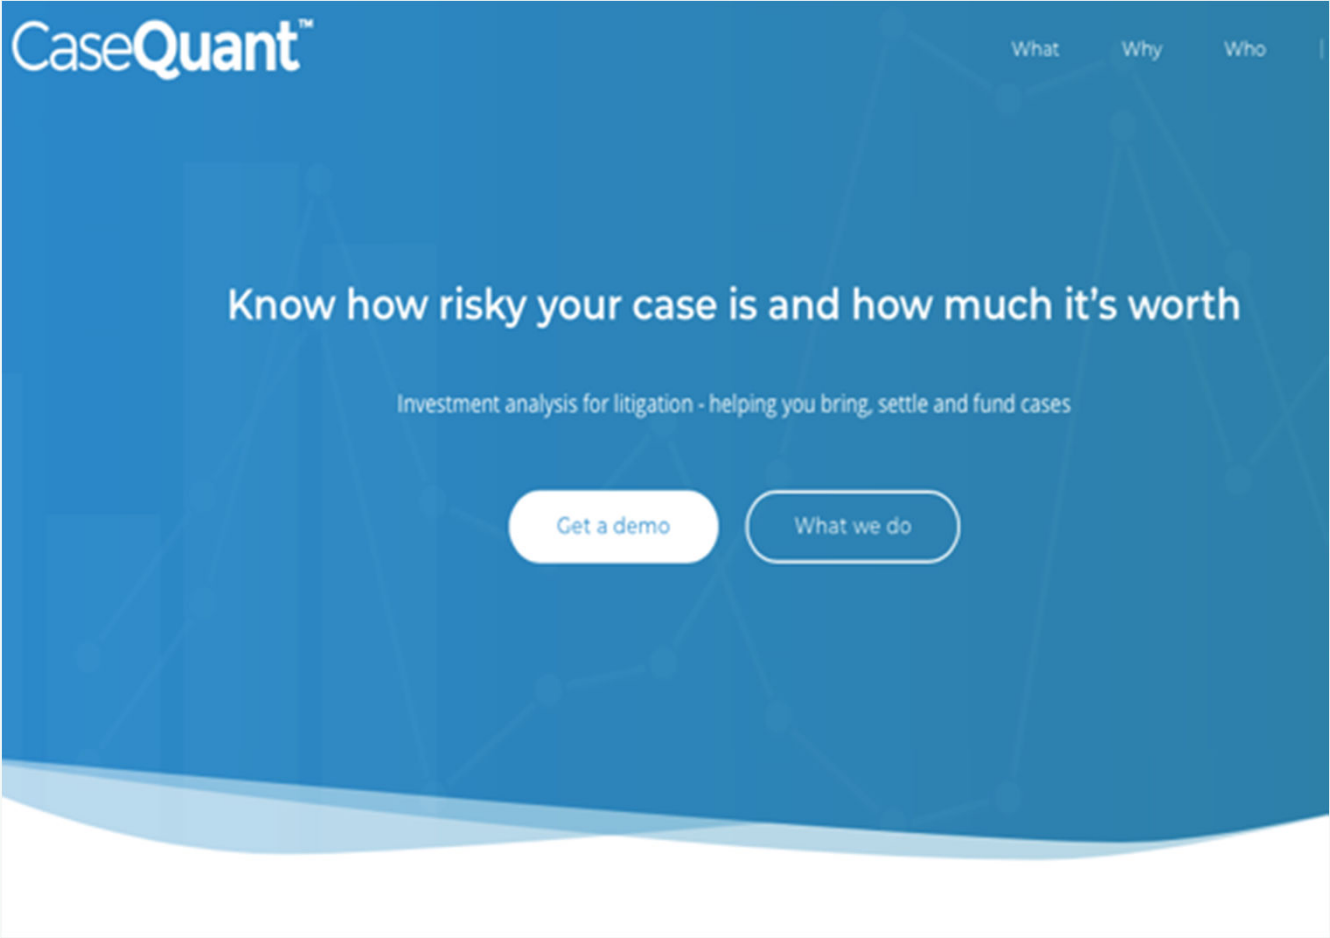 CaseQuant™
What Why Who |
Know how risky your case is and how much it’s worth
Investment analysis for litigation - helping you bring, settle and fund cases
Get a demo What we do